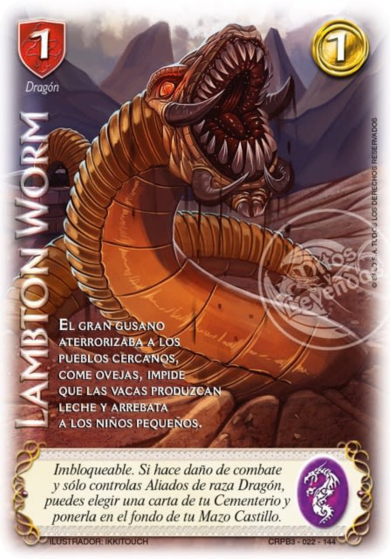 1
1
Dragón
LAMBTON WORM
EL GRAN GUSANO
ATERRORIZABA A LOS
PUEBLOS CERCANOS,
COME OVEJAS, IMPIDE
QUE LAS VACAS PRODUZCAN
LECHE Y ARREBATA
A LOS NIÑOS PEQUEÑOS.
Mitos
Leyendas
Imbloqueable. Si hace daño de combate
y sólo controlas Aliados de raza Dragón,
puedes elegir una carta de tu Cementerio y
ponerla en el fondo de tu Mazo Castillo.
ILUSTRADOR: IKKITOUCH
CRPB3 - 022 - 144